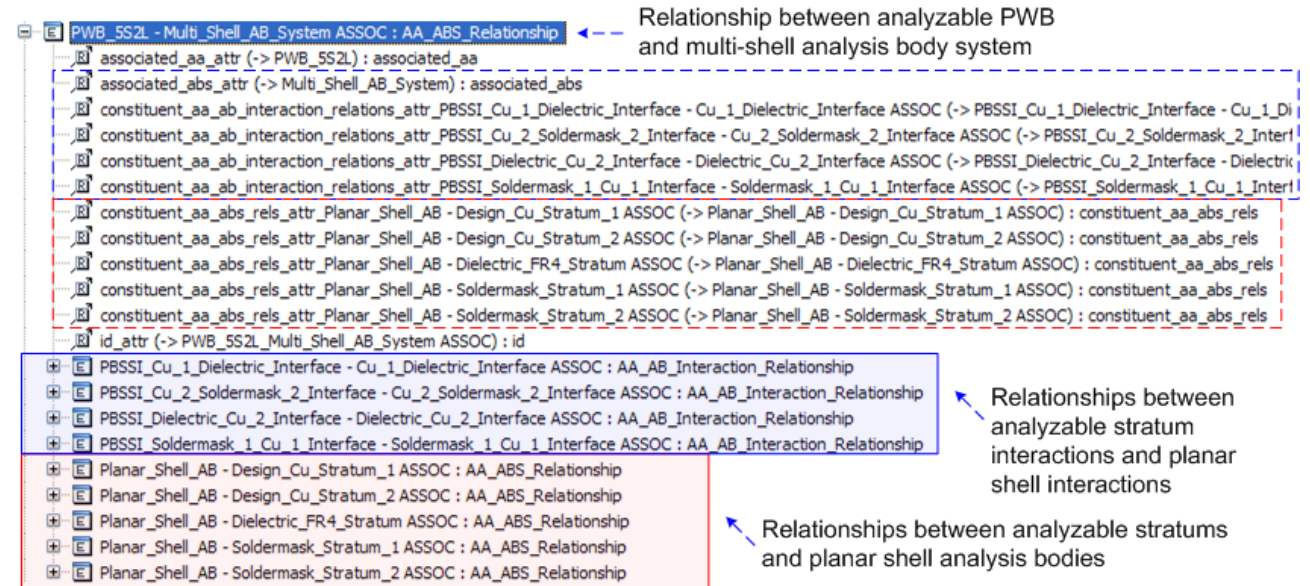 Relationship between analyzable PWB
and multi-shell analysis body system
PWB_5S2L - Multi_Shell_AB_System ASSOC : AA_ABS_Relationship
associated_aa_attr (-> PWB_5S2L) : associated_aa
associated_abs_attr (-> Multi_Shell_AB_System) : associated_abs
constituent_aa_ab_interaction_relations_attr_PBSSI_Cu_1_Dielectric_Interface - Cu_1_Dielectric_Interface ASSOC (-> PBSSI_Cu_1_Dielectric_Interface - Cu_1_Di
constituent_aa_ab_interaction_relations_attr_PBSSI_Cu_2_Soldermask_2_Interface - Cu_2_Soldermask_2_Interface ASSOC (-> PBSSI_Cu_2_Soldermask_2_Interf
constituent_aa_ab_interaction_relations_attr_PBSSI_Dielectric_Cu_2_Interface - Dielectric_Cu_2_Interface ASSOC (-> PBSSI_Dielectric_Cu_2_Interface - Dielectric
constituent_aa_ab_interaction_relations_attr_PBSSI_Soldermask_1_Cu_1_Interface - Soldermask_1_Cu_1_Interface ASSOC (-> PBSSI_Soldermask_1_Cu_1_Interf
constituent_aa_abs_rels_attr_Planar_Shell_AB - Design_Cu_Stratum_1 ASSOC (-> Planar_Shell_AB - Design_Cu_Stratum_1 ASSOC) : constituent_aa_abs_rels
constituent_aa_abs_rels_attr_Planar_Shell_AB - Design_Cu_Stratum_2 ASSOC (-> Planar_Shell_AB - Design_Cu_Stratum_2 ASSOC) : constituent_aa_abs_rels
constituent_aa_abs_rels_attr_Planar_Shell_AB - Dielectric_FR4_Stratum ASSOC (-> Planar_Shell_AB - Dielectric_FR4_Stratum ASSOC) : constituent_aa_abs_rels
constituent_aa_abs_rels_attr_Planar_Shell_AB - Soldermask_Stratum_1 ASSOC (-> Planar_Shell_AB - Soldermask_Stratum_1 ASSOC) : constituent_aa_abs_rels
constituent_aa_abs_rels_attr_Planar_Shell_AB - Soldermask_Stratum_2 ASSOC (-> Planar_Shell_AB - Soldermask_Stratum_2 ASSOC) : constituent_aa_abs_rels
id_attr (-> PWB_5S2L_Multi_Shell_AB_System ASSOC) : id
PBSSI_Cu_1_Dielectric_Interface - Cu_1_Dielectric_Interface ASSOC : AA_AB_Interaction_Relationship
PBSSI_Cu_2_Soldermask_2_Interface - Cu_2_Soldermask_2_Interface ASSOC : AA_AB_Interaction_Relationship
PBSSI_Dielectric_Cu_2_Interface - Dielectric_Cu_2_Interface ASSOC : AA_AB_Interaction_Relationship
PBSSI_Soldermask_1_Cu_1_Interface - Soldermask_1_Cu_1_Interface ASSOC : AA_AB_Interaction_Relationship
Relationships between
analyzable stratum
interactions and planar
shell interactions
Planar_Shell_AB - Design_Cu_Stratum_1 ASSOC : AA_ABS_Relationship
Planar_Shell_AB - Design_Cu_Stratum_2 ASSOC : AA_ABS_Relationship
Planar_Shell_AB - Dielectric_FR4_Stratum ASSOC : AA_ABS_Relationship
Planar_Shell_AB - Soldermask_Stratum_1 ASSOC : AA_ABS_Relationship
Planar_Shell_AB - Soldermask_Stratum_2 ASSOC : AA_ABS_Relationship
Relationships between analyzable stratums
and planar shell analysis bodies